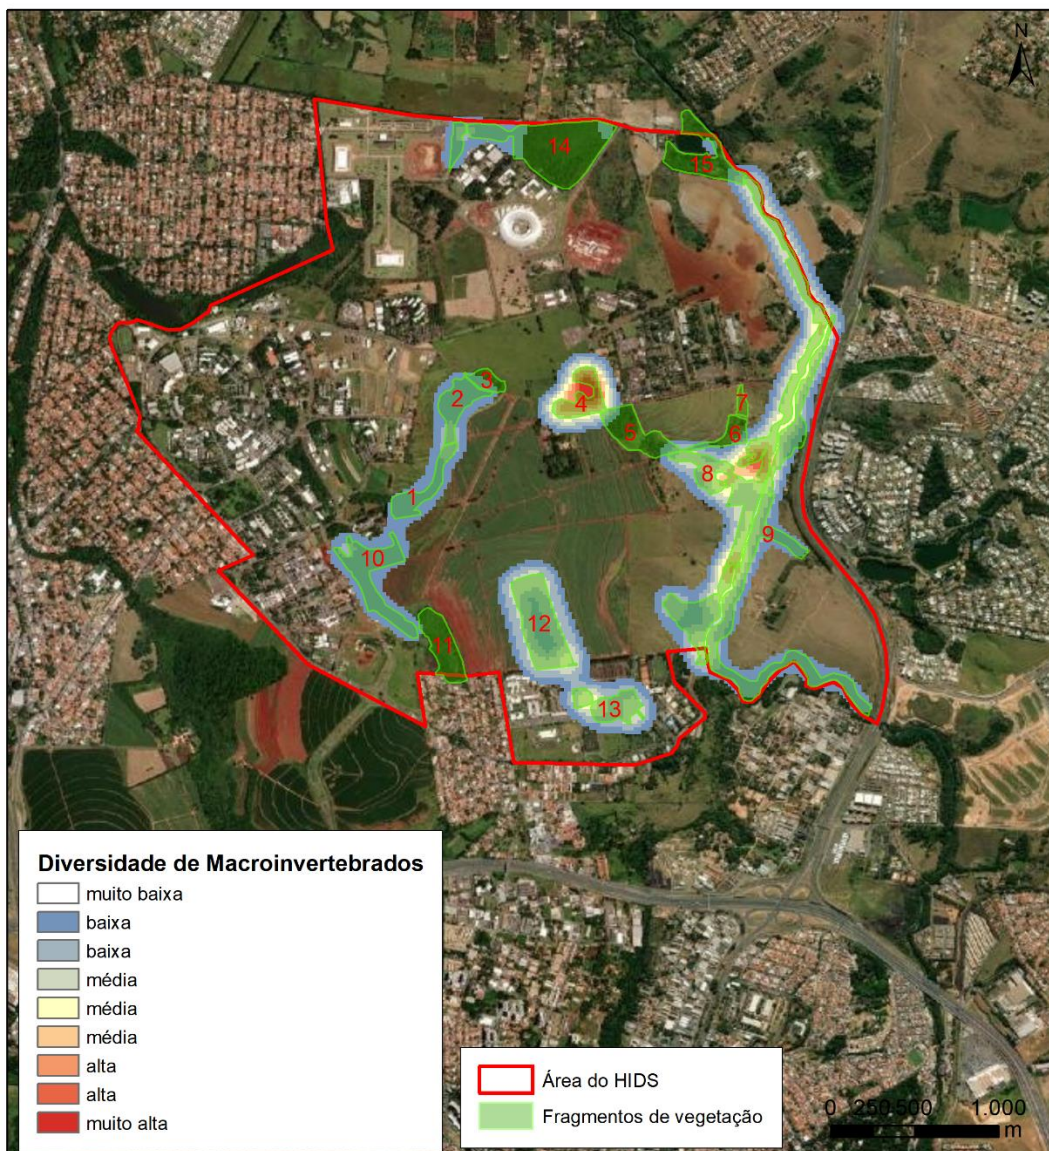 N
14
15
3
2
4
7
5
6
8
1
9
10
12
11
13
Diversidade de Macroinvertebrados
muito baixa
baixa
baixa
média
média
média
alta
alta
muito alta
Área do HIDS
Fragmentos de vegetação
0 250 500 1.000
m